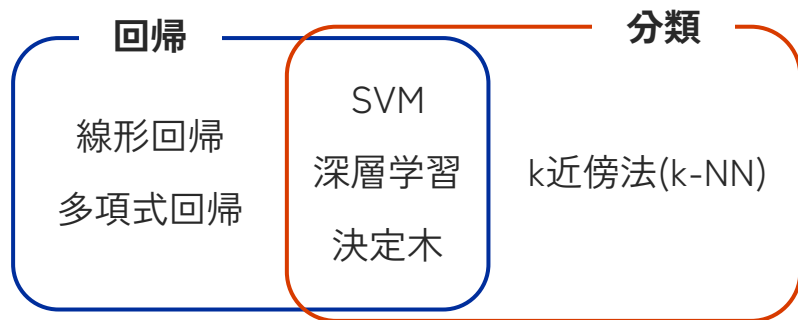 回帰
分類
線形回帰
多項式回帰
SVM
深層学習
決定木
k近傍法(k-NN)